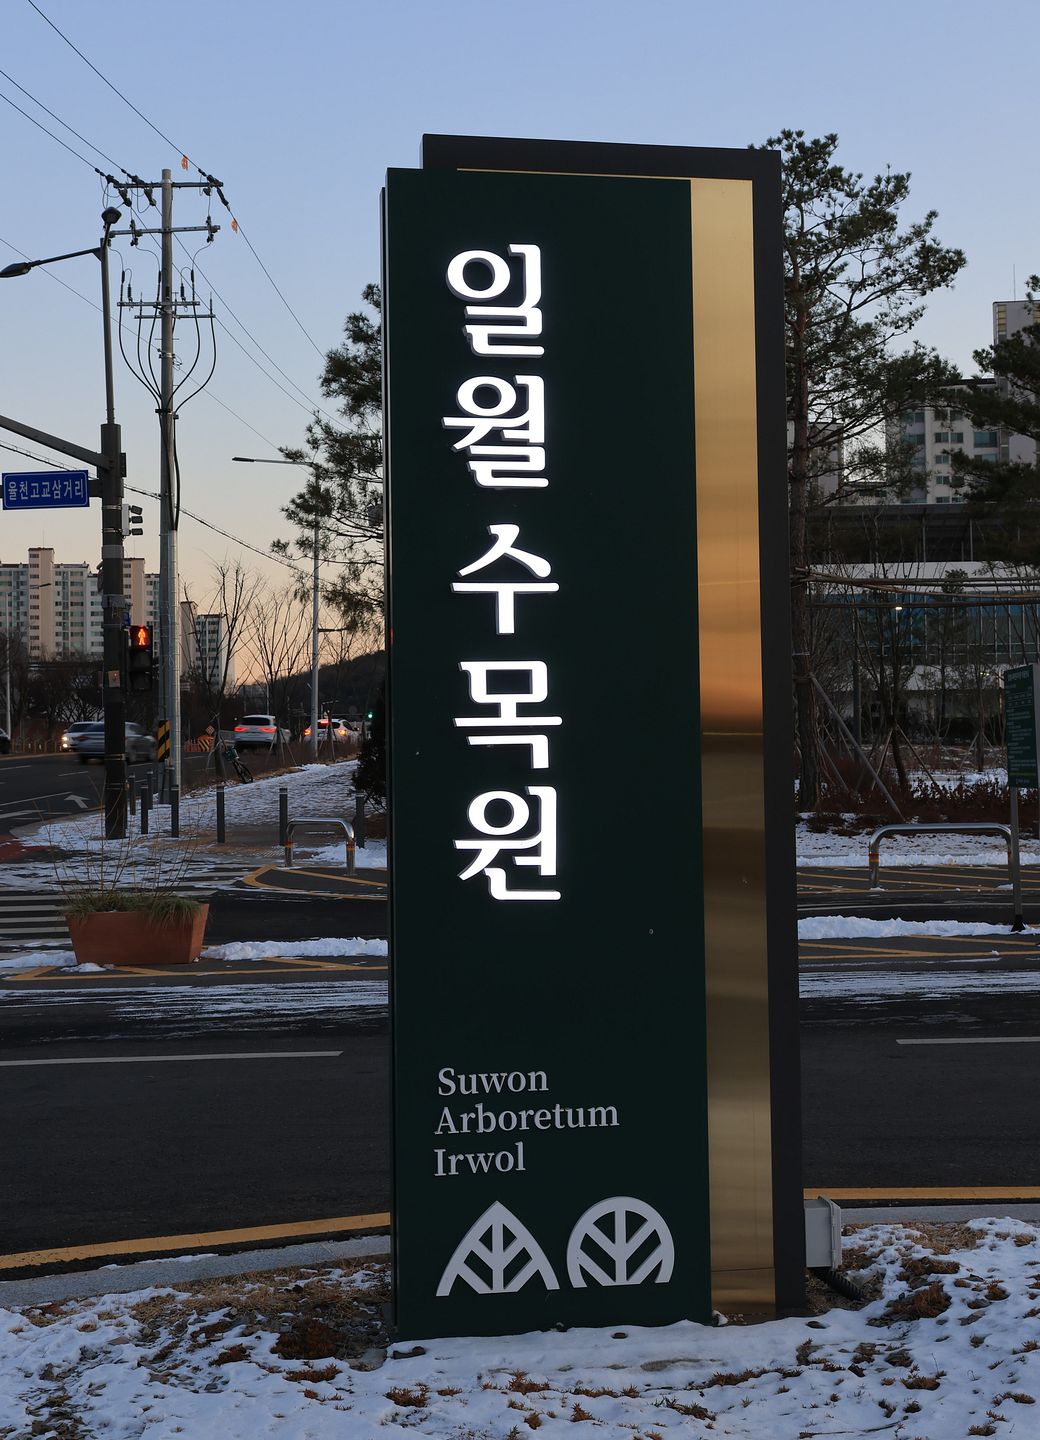 일월수목원
Suwon
Arboretum
Irwol
율천고교삼거리